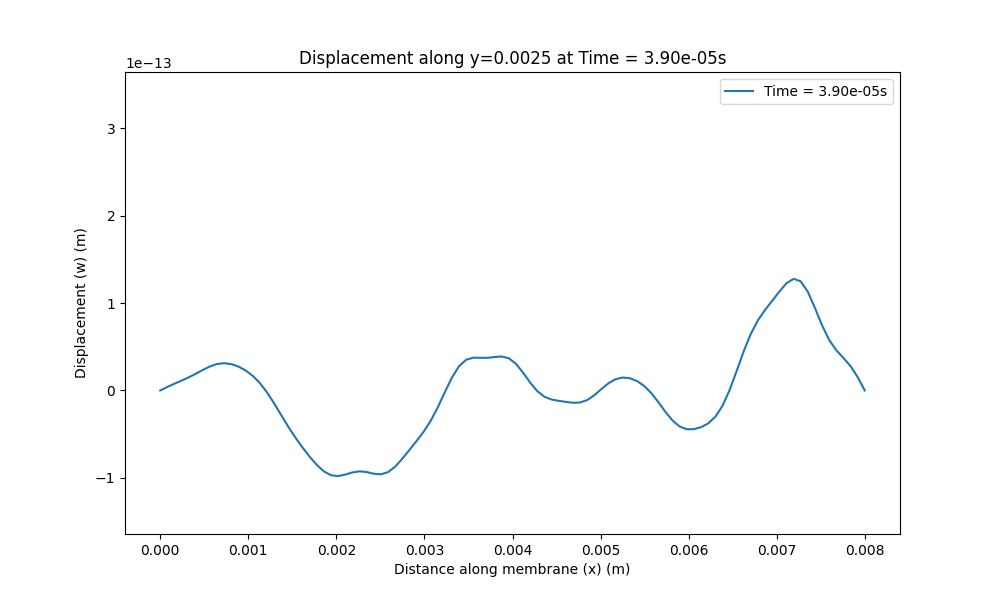 Displacement along y=0.0025 at Time = 3.90e-05s
1e−13
Time = 3.90e-05s
3
2
1
0
−1
Displacement (w) (m)
0.000 0.001 0.002 0.003 0.004 0.005 0.006 0.007 0.008
Distance along membrane (x) (m)